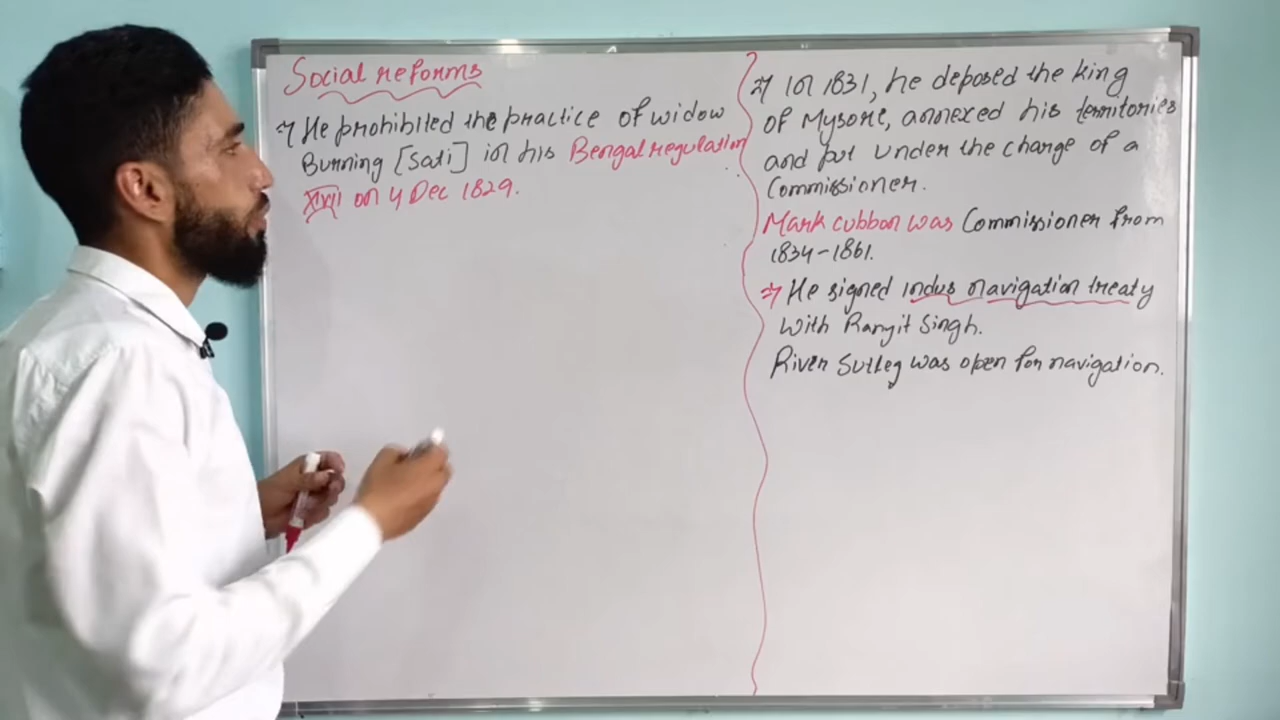 Social reforms
→ He prohibited the practice of widow
Burning [Sati] in his Bengal regulation
XVII on 4 Dec 1829.
→ In 1831, he deposed the king
of Mysore, annexed his territories
and put under the charge of a
Commissioner.
Mark cubbon was Commissioner from
1834-1861.
→ He signed indus navigation treaty
with Ranjit Singh.
River Sutleg was open for navigation.